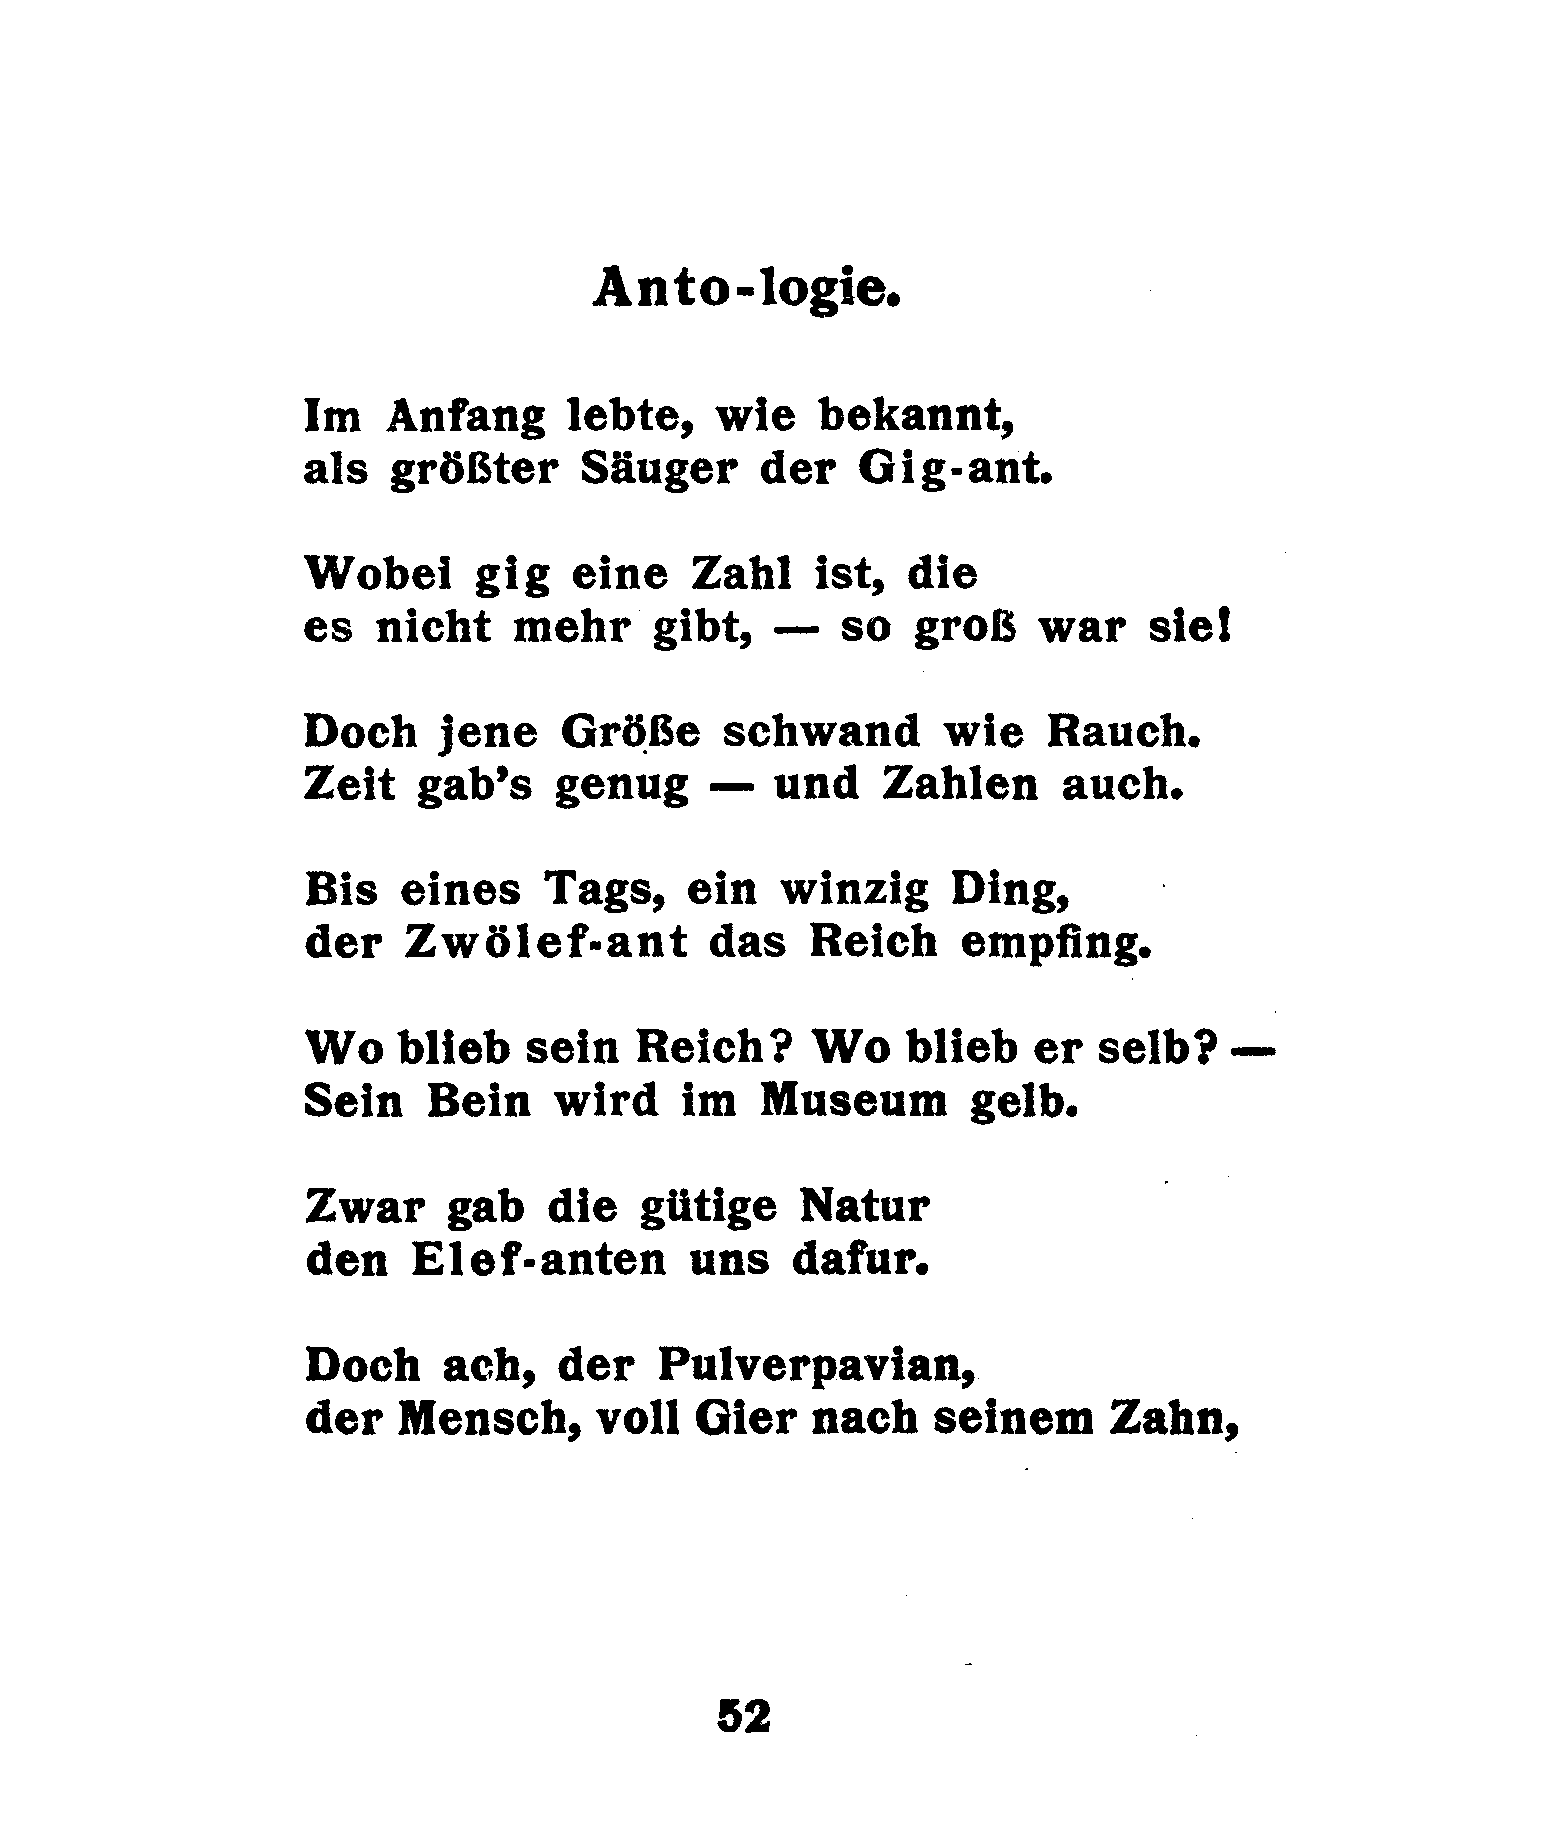 Anto-logie.
Im Anfang lebte, wie bekannt,
als größter Säuger der Gig-ant.
Wobei gig eine Zahl ist, die
es nicht mehr gibt, — so groß war sie!
Doch jene Größe schwand wie Rauch.
Zeit gab's genug — und Zahlen auch.
Bis eines Tags, ein winzig Ding,
der Zwölef-ant das Reich empfing.
Wo blieb sein Reich? Wo blieb er selb? —
Sein Bein wird im Museum gelb.
Zwar gab die gütige Natur
den Elef-anten uns dafur.
Doch ach, der Pulverpavian,
der Mensch, voll Gier nach seinem Zahn,
52